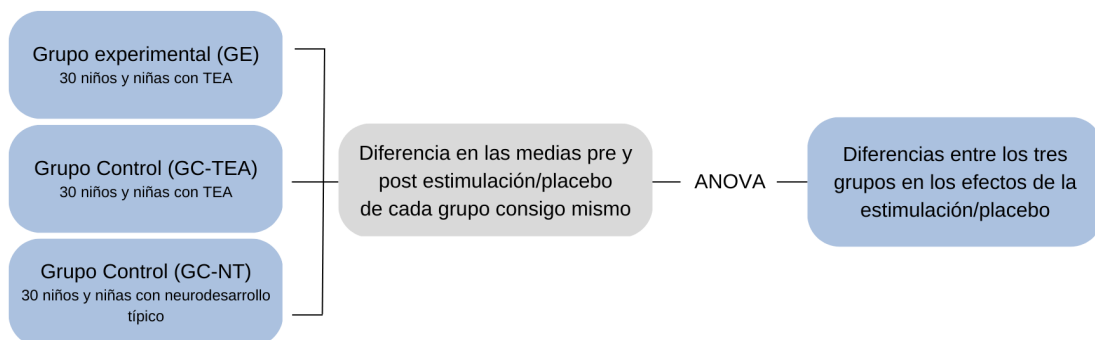 Grupo experimental (GE)
30 niños y niñas con TEA
Grupo Control (GC-TEA)
30 niños y niñas con TEA
Grupo Control (GC-NT)
30 niños y niñas con neurodesarrollo
típico
Diferencia en las medias pre y
post estimulación/placebo
de cada grupo consigo mismo
ANOVA
Diferencias entre los tres
grupos en los efectos de la
estimulación/placebo